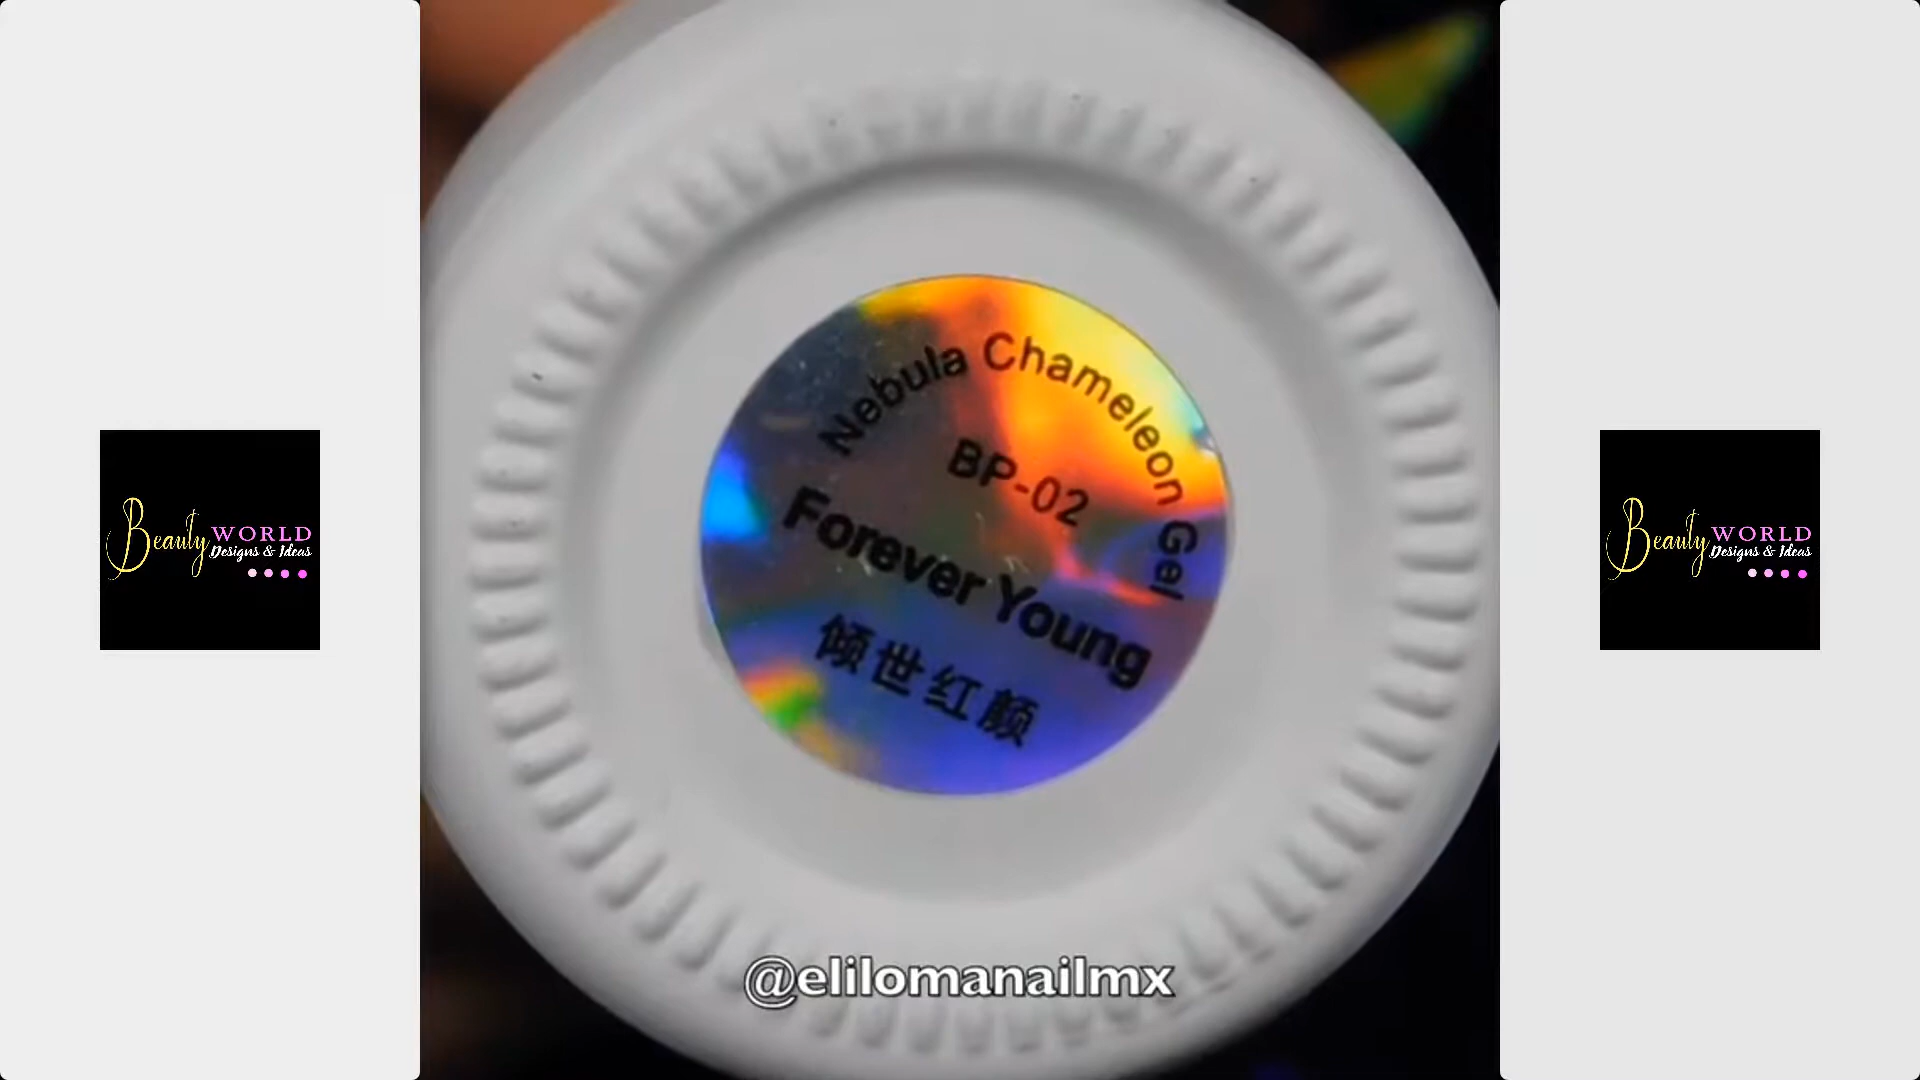 Beauty WORLD
Designs & Ideas
Nebula Chameleon Gel
BP-02
Forever Young
倾世红颜
@elilomanailmx
Beauty WORLD
Designs & Ideas